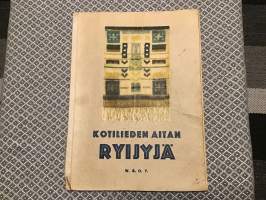 KOTILIEDEN AITAN
RYIJYJÄ
W. S. O. Y.